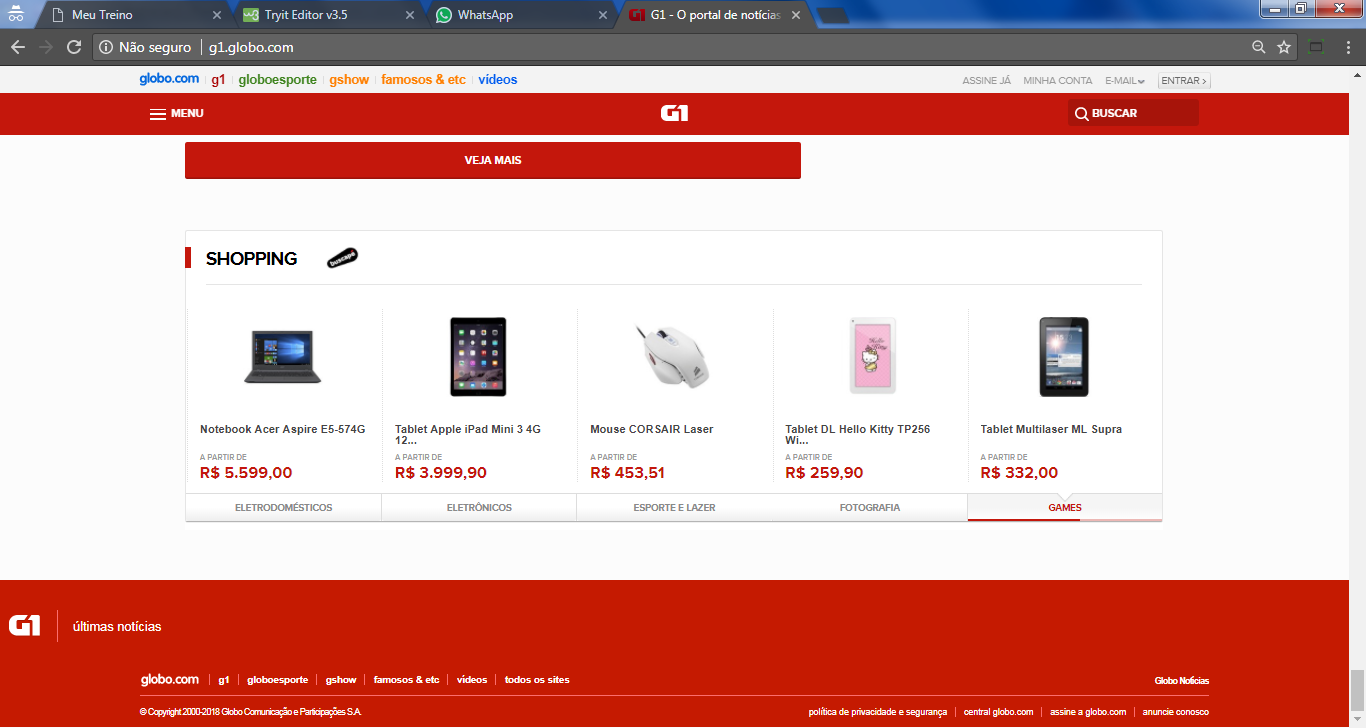 Meu Treino
Tryit Editor v3.5
WhatsApp
G1 - O portal de notícias
Não seguro
g1.globo.com
globo.com g1 globoesporte gshow famosos & etc vídeos
ASSINE JÁ MINHA CONTA E-MAIL ENTRAR ›
MENU
G1
BUSCAR
VEJA MAIS
SHOPPING
buscapé
Hello Kitty
Notebook Acer Aspire E5-574G
A PARTIR DE
R$ 5.599,00
Tablet Apple iPad Mini 3 4G
12...
A PARTIR DE
R$ 3.999,90
Mouse CORSAIR Laser
A PARTIR DE
R$ 453,51
Tablet DL Hello Kitty TP256
Wi...
A PARTIR DE
R$ 259,90
Tablet Multilaser ML Supra
A PARTIR DE
R$ 332,00
ELETRODOMÉSTICOS ELETRÔNICOS ESPORTE E LAZER FOTOGRAFIA GAMES
G1 últimas notícias
globo.com g1 globoesporte gshow famosos & etc vídeos todos os sites
Globo Notícias
© Copyright 2000-2018 Globo Comunicação e Participações S.A.
política de privacidade e segurança central globo.com assine a globo.com anuncie conosco